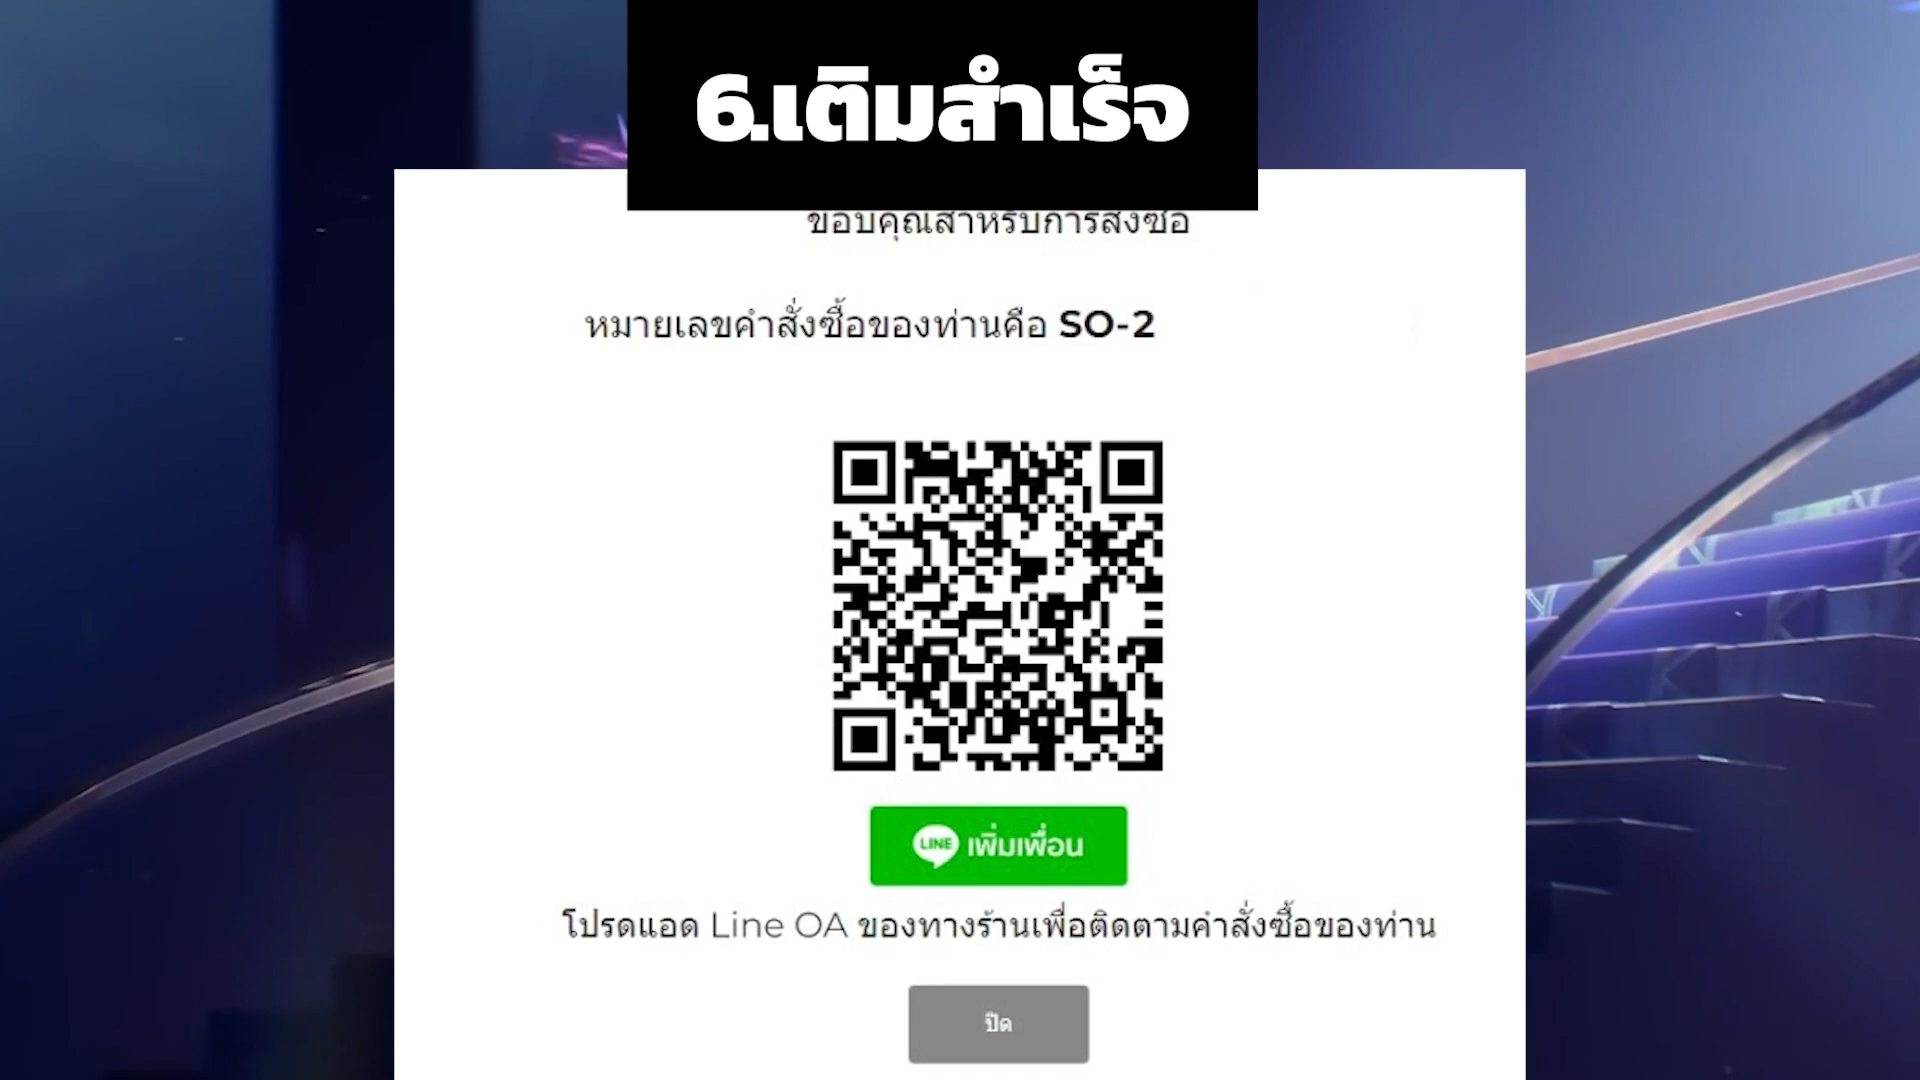 6.เติมสำเร็จ
ขอบคุณสำหรับการสั่งซื้อ
หมายเลขคำสั่งซื้อของท่านคือ SO-2
LINE เพิ่มเพื่อน
โปรดแอด Line OA ของทางร้านเพื่อติดตามคำสั่งซื้อของท่าน
ปิด